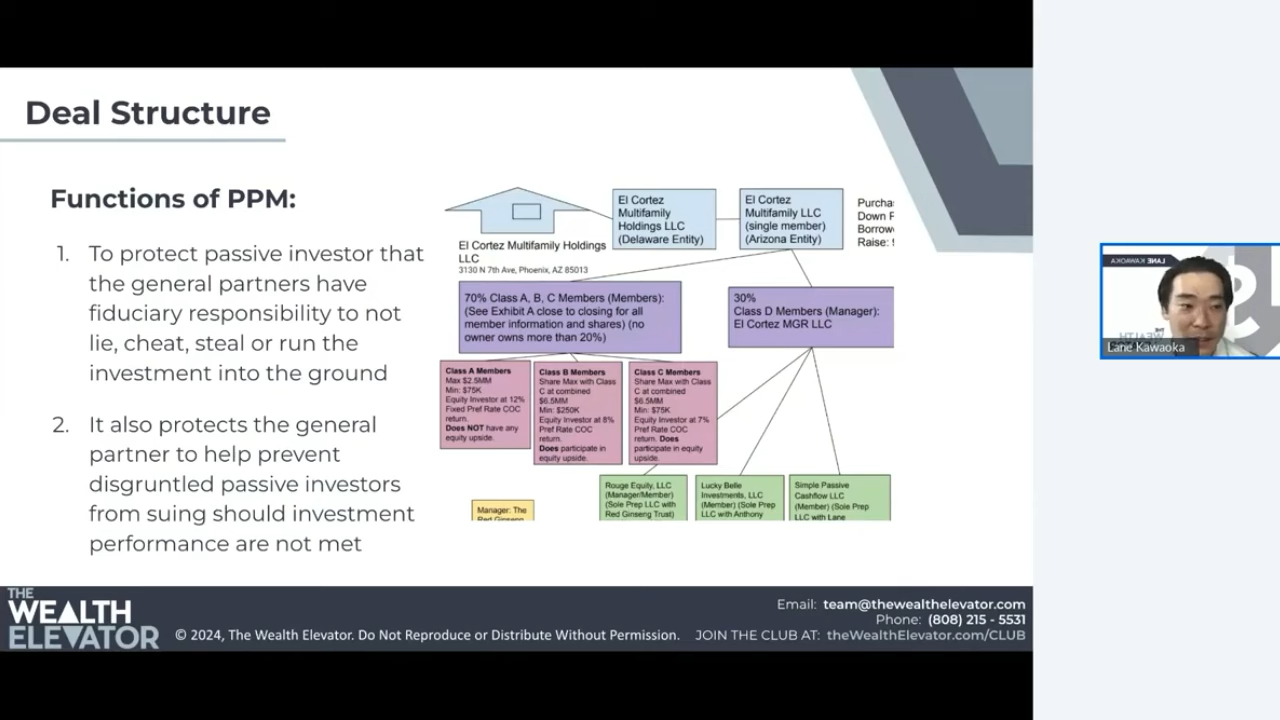 Deal Structure
Functions of PPM:
1. To protect passive investor that
the general partners have
fiduciary responsibility to not
lie, cheat, steal or run the
investment into the ground
2. It also protects the general
partner to help prevent
disgruntled passive investors
from suing should investment
performance are not met
El Cortez Multifamily Holdings
LLC
3130 N 7th Ave, Phoenix, AZ 85013
El Cortez
Multifamily
Holdings LLC
(Delaware Entity)
El Cortez
Multifamily LLC
(single member)
(Arizona Entity)
Purcha
Down P
Borrow
Raise:
70% Class A, B, C Members (Members):
(See Exhibit A close to closing for all
member information and shares) (no
owner owns more than 20%)
30%
Class D Members (Manager):
El Cortez MGR LLC
Class A Members
Max $2.5MM
Min: $75K
Equity Investor at 12%
Fixed Pref Rate COC
return.
Does NOT have any
equity upside.
Class B Members
Share Max with Class
C at combined
$6.5MM
Min: $250K
Equity Investor at 8%
Pref Rate COC
return.
Does participate in
equity upside.
Class C Members
Share Max with Class
C at combined
$6.5MM
Min: $75K
Equity Investor at 7%
Pref Rate COC
return. Does
participate in equity
upside.
Manager: The
Red Ginseng
Rouge Equity, LLC
(Manager/Member)
(Sole Prep LLC with
Red Ginseng Trust)
Lucky Belle
Investments, LLC
(Member) (Sole Prep
LLC with Anthony
Simple Passive
Cashflow LLC
(Member) (Sole Prep
LLC with Lane
LANE KAWAOKA
Lane Kawaoka
THE
WEALTH
ELEVATOR
© 2024, The Wealth Elevator. Do Not Reproduce or Distribute Without Permission.
Email: team@thewealthelevator.com
Phone: (808) 215 - 5531
JOIN THE CLUB AT: theWealthElevator.com/CLUB